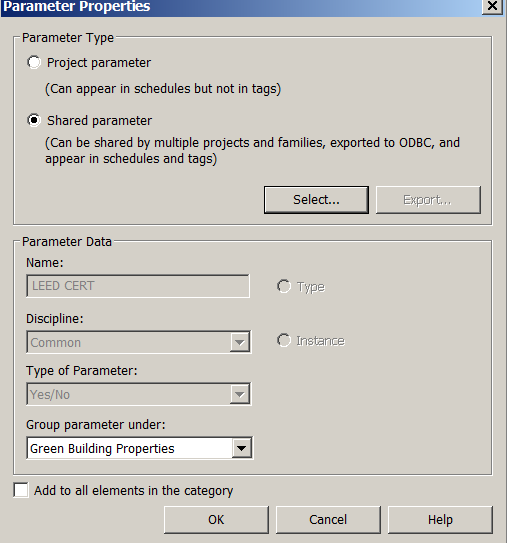 Parameter Properties
Parameter Type
Project parameter
(Can appear in schedules but not in tags)
Shared parameter
(Can be shared by multiple projects and families, exported to ODBC, and
appear in schedules and tags)
Select...
Export...
Parameter Data
Name:
LEED CERT
Type
Discipline:
Common
Instance
Type of Parameter:
Yes/No
Group parameter under:
Green Building Properties
Add to all elements in the category
OK
Cancel
Help